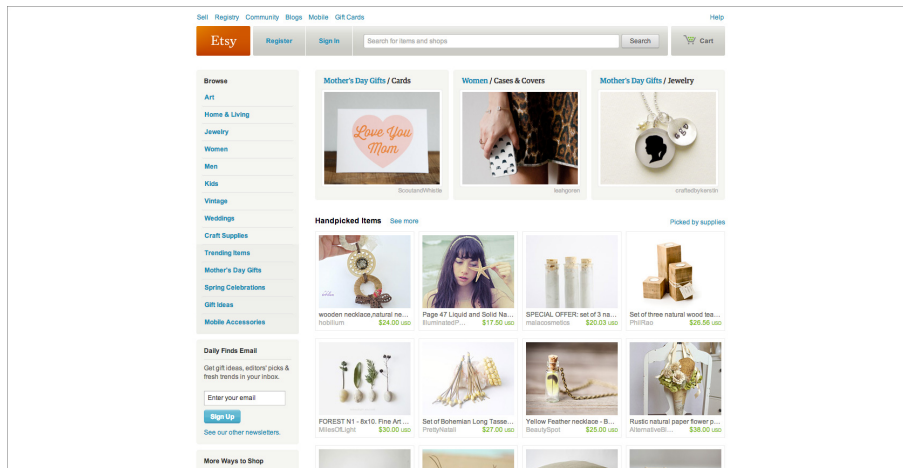 Sell Registry Community Blogs Mobile Gift Cards Help
Etsy Register Sign In Search for items and shops Search Cart
Browse
Art
Home & Living
Jewelry
Women
Men
Kids
Vintage
Weddings
Craft Supplies
Trending Items
Mother's Day Gifts
Spring Celebrations
Gift Ideas
Mobile Accessories
Daily Finds Email
Get gift ideas, editors' picks &
fresh trends in your inbox.
Enter your email
Sign Up
See our other newsletters.
More Ways to Shop
Mother's Day Gifts / Cards
Love You
Mom
ScoutandWhistle
Women / Cases & Covers
leahgoren
Mother's Day Gifts / Jewelry
craftedbykerstin
Handpicked Items See more Picked by supplies
wooden necklace,natural ne...
hobilium $24.00 USD
Page 47 Liquid and Solid Na...
IlluminatedP... $17.50 USD
SPECIAL OFFER: set of 3 na...
malacosmetics $20.03 USD
Set of three natural wood tea...
PhilRao $26.56 USD
FOREST N1 - 8x10. Fine Art ...
MilesOfLight $30.00 USD
Set of Bohemian Long Tasse...
PrettyNatali $27.00 USD
Yellow Feather necklace - B...
BeautySpot $25.00 USD
Rustic natural paper flower p...
AlternativeBl... $38.00 USD